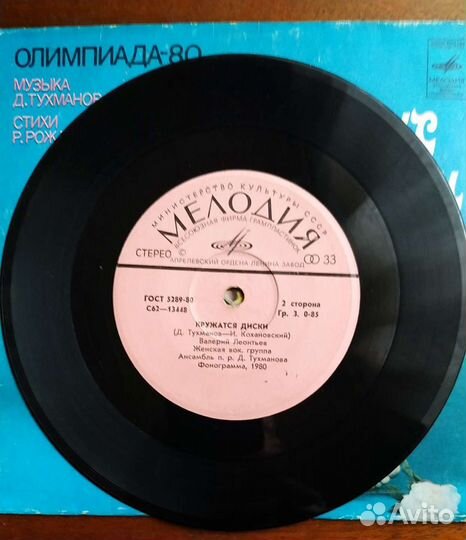 ОЛИМПИАДА-80
МУЗЫКА
Д. ТУХМАНОВ
СТИХИ
МЕЛОДИЯ
МИНИСТЕРСТВО КУЛЬТУРЫ СССР
МЕЛОДИЯ
ВСЕСОЮЗНАЯ ФИРМА ГРАМПЛАСТИНОК
СТЕРЕО
33
АПРЕЛЕВСКИЙ ОРДЕНА ЛЕНИНА ЗАВОД
ГОСТ 5289-80
С62—13448
2 сторона
Гр. 3. 0-85
КРУЖАТСЯ ДИСКИ
(Д. Тухманов—И. Кохановский)
Валерий Леонтьев
Женская вок. группа
Ансамбль п. р. Д. Тухманова
Фонограмма, 1980
Avito